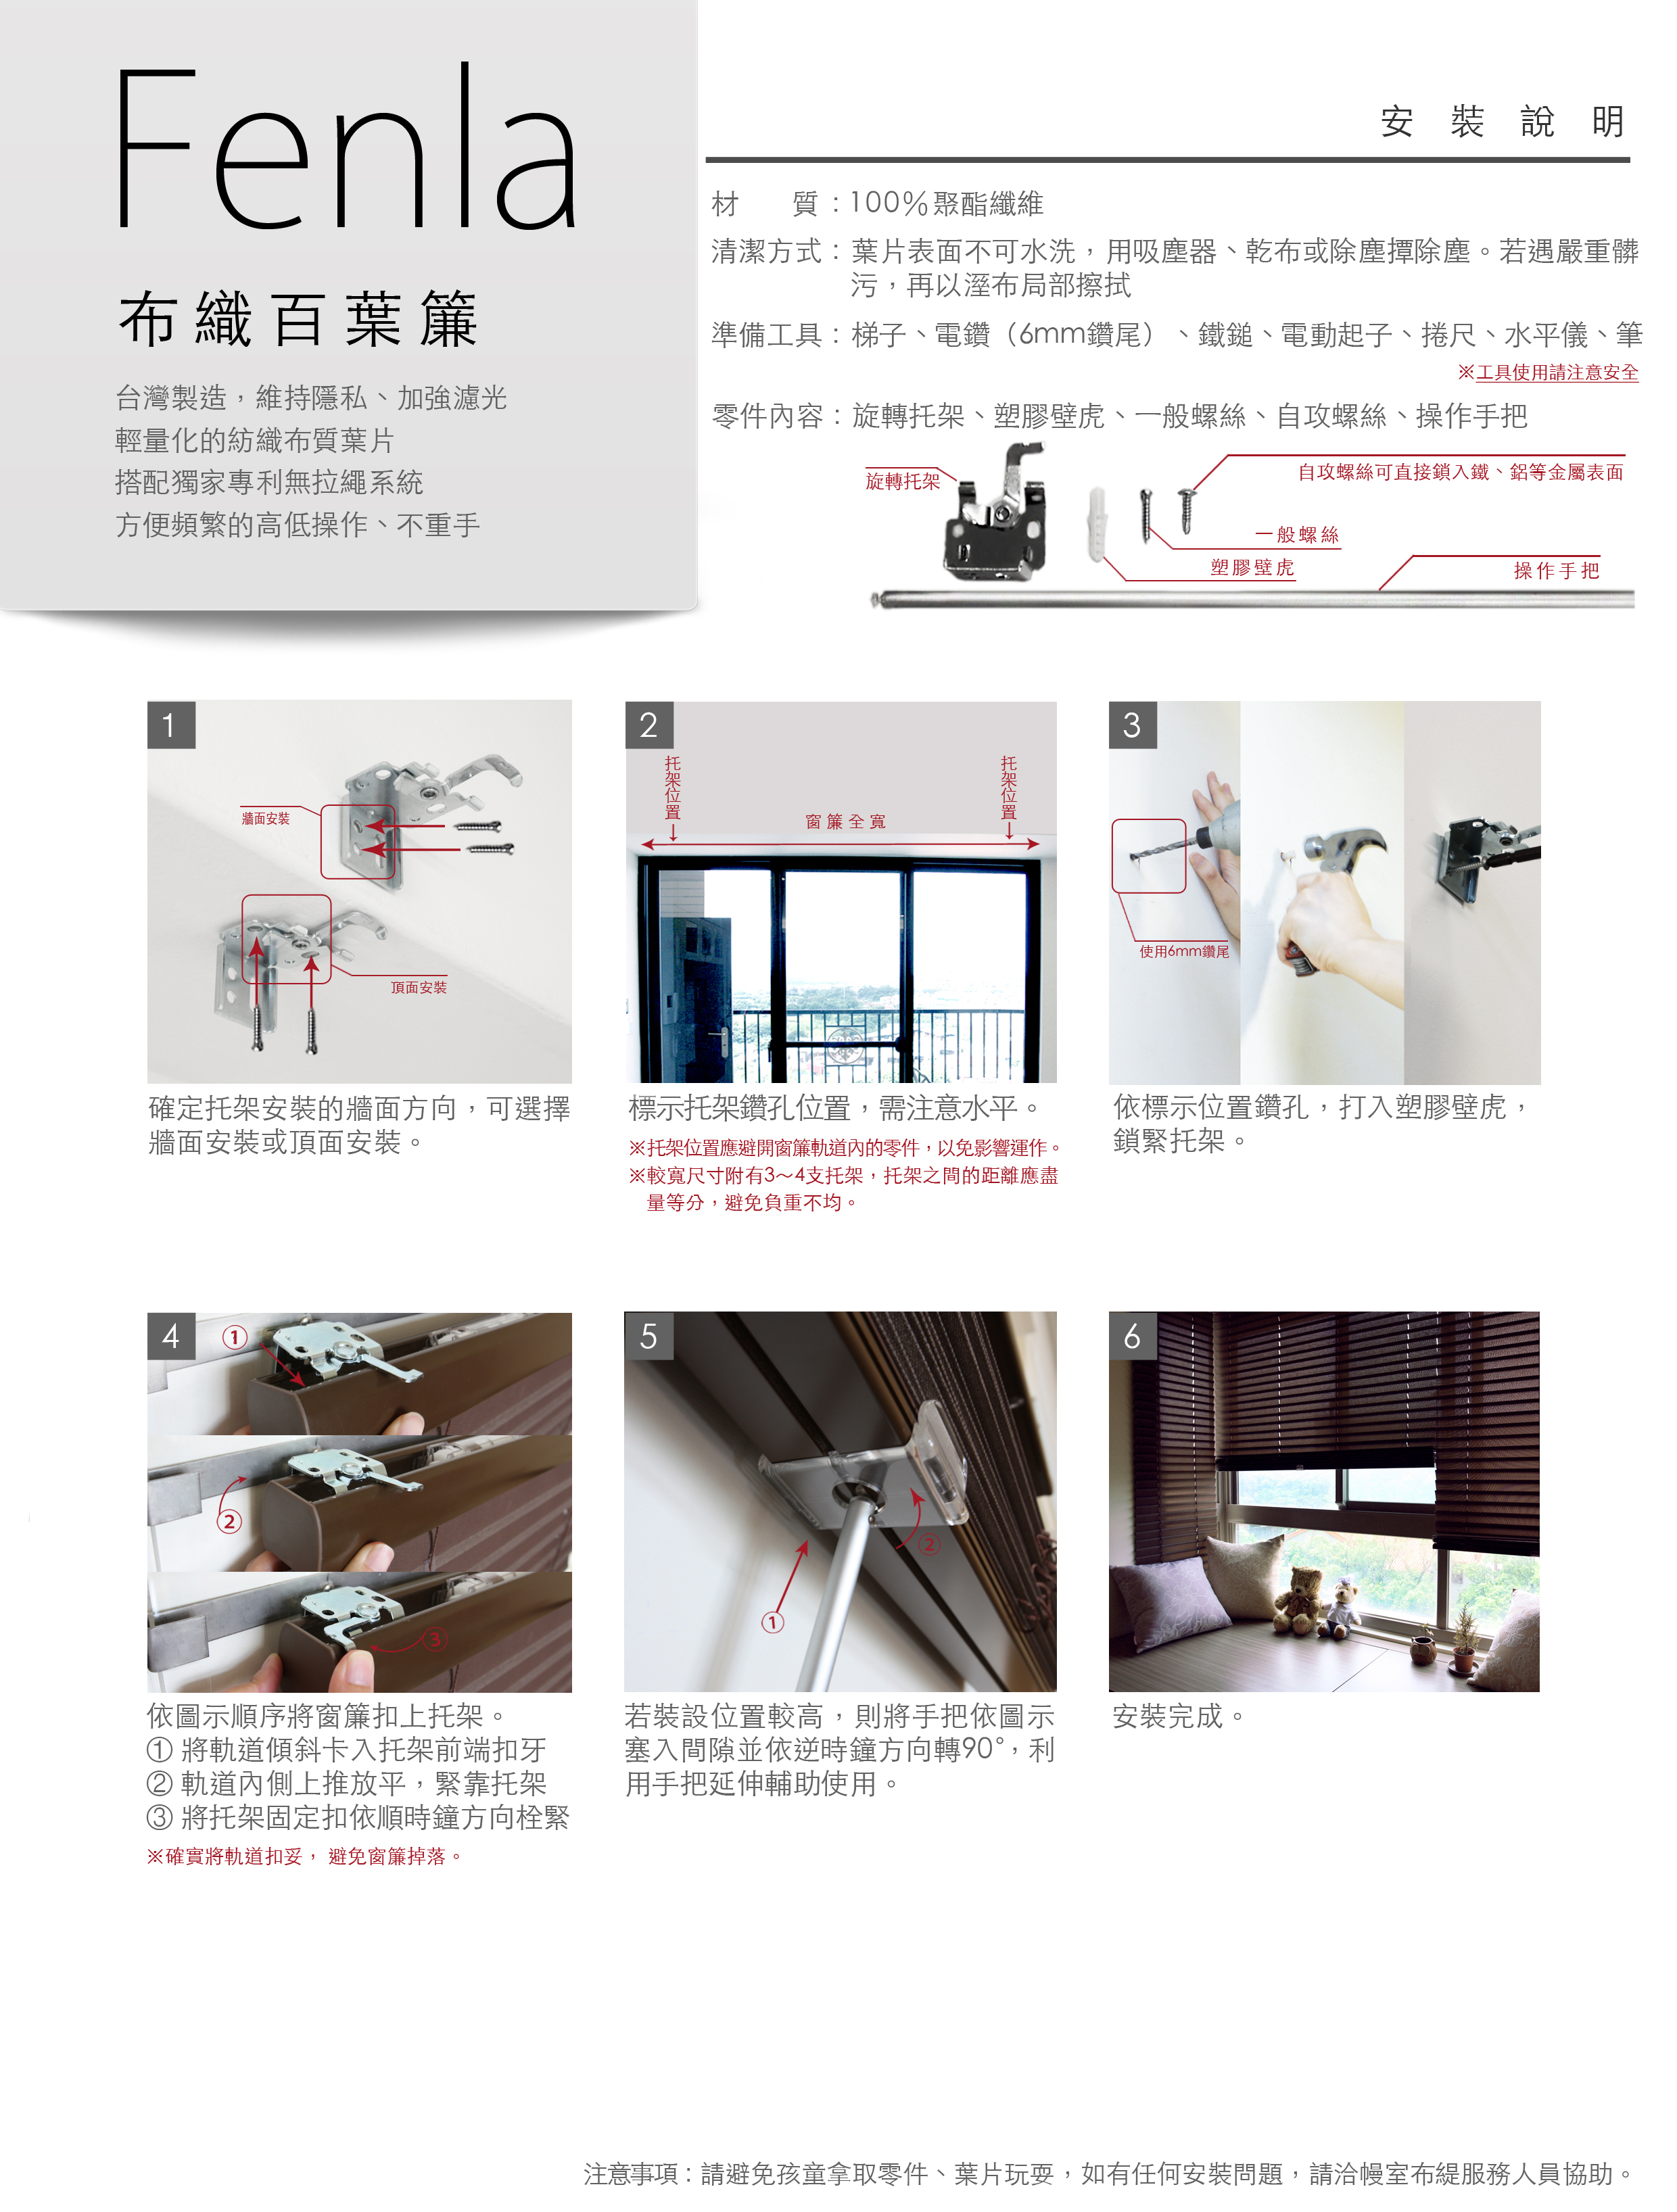 Fenla
布織百葉簾
台灣製造，維持隱私、加強濾光
輕量化的紡織布質葉片
搭配獨家專利無拉繩系統
方便頻繁的高低操作、不重手
安裝說明
材　質：100%聚酯纖維
清潔方式：葉片表面不可水洗，用吸塵器、乾布或除塵撢除塵。若遇嚴重髒
污，再以溼布局部擦拭
準備工具：梯子、電鑽（6mm鑽尾）、鐵鎚、電動起子、捲尺、水平儀、筆
※工具使用請注意安全
零件內容：旋轉托架、塑膠壁虎、一般螺絲、自攻螺絲、操作手把
旋轉托架
自攻螺絲可直接鎖入鐵、鋁等金屬表面
一般螺絲
塑膠壁虎
操作手把
1
牆面安裝
頂面安裝
確定托架安裝的牆面方向，可選擇
牆面安裝或頂面安裝。
2
托架位置
托架位置
窗簾全寬
標示托架鑽孔位置，需注意水平。
※托架位置應避開窗簾軌道內的零件，以免影響運作。
※較寬尺寸附有3～4支托架，托架之間的距離應盡
量等分，避免負重不均。
3
使用6mm鑽尾
依標示位置鑽孔，打入塑膠壁虎，
鎖緊托架。
4
①
②
③
依圖示順序將窗簾扣上托架。
① 將軌道傾斜卡入托架前端扣牙
② 軌道內側上推放平，緊靠托架
③ 將托架固定扣依順時鐘方向栓緊
※確實將軌道扣妥， 避免窗簾掉落。
5
①
②
若裝設位置較高，則將手把依圖示
塞入間隙並依逆時鐘方向轉90°，利
用手把延伸輔助使用。
6
安裝完成。
注意事項：請避免孩童拿取零件、葉片玩耍，如有任何安裝問題，請洽幔室布緹服務人員協助。